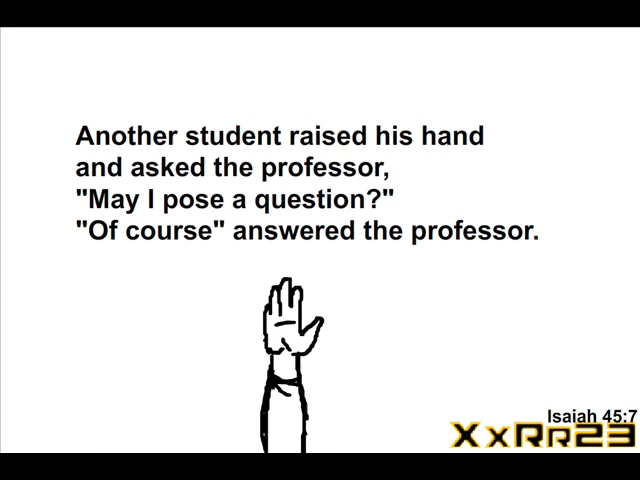 Another student raised his hand
and asked the professor,
"May I pose a question?"
"Of course" answered the professor.
Isaiah 45:7
XxRR23